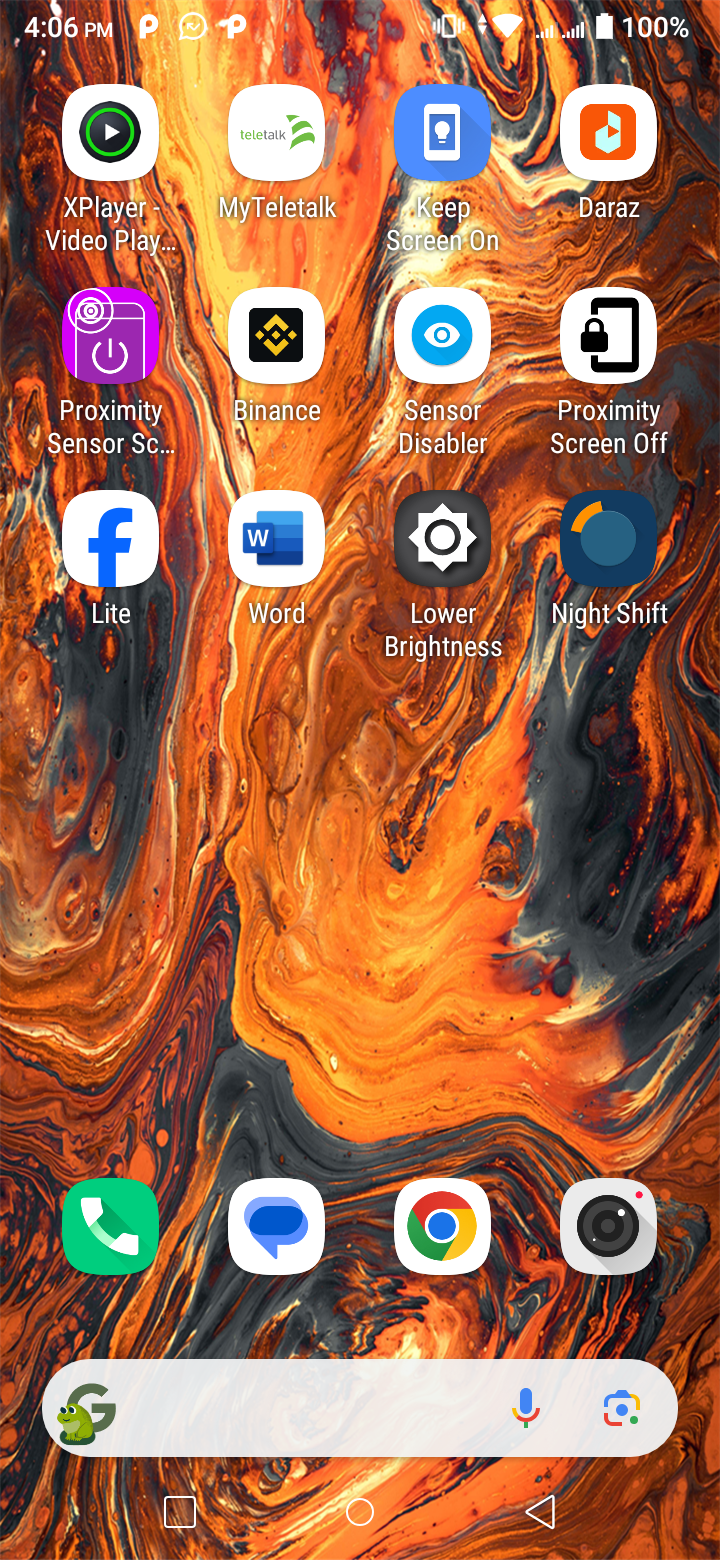 4:06 PM
100%
teletalk
XPlayer -
Video Play...
MyTeletalk
Keep
Screen On
Daraz
Proximity
Sensor Sc...
Binance
Sensor
Disabler
Proximity
Screen Off
W
Lite
Word
Lower
Brightness
Night Shift
G